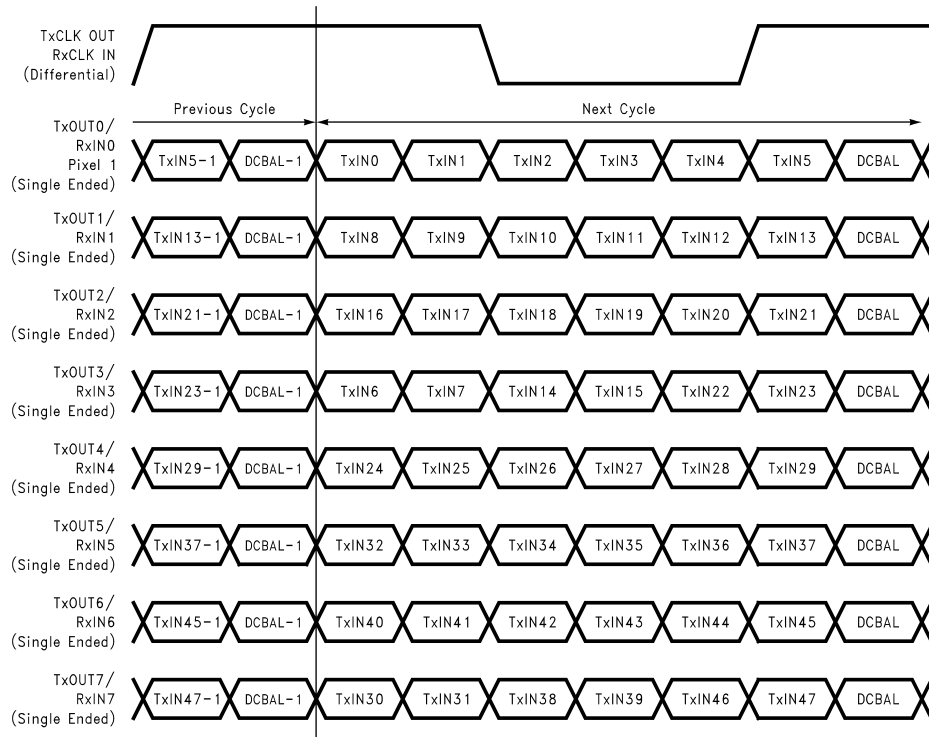 TxCLK OUT
RxCLK IN
(Differential)
Previous Cycle
Next Cycle
TxOUT0/
RxIN0
Pixel 1
(Single Ended)
TxIN5-1 DCBAL-1 TxIN0 TxIN1 TxIN2 TxIN3 TxIN4 TxIN5 DCBAL
TxOUT1/
RxIN1
(Single Ended)
TxIN13-1 DCBAL-1 TxIN8 TxIN9 TxIN10 TxIN11 TxIN12 TxIN13 DCBAL
TxOUT2/
RxIN2
(Single Ended)
TxIN21-1 DCBAL-1 TxIN16 TxIN17 TxIN18 TxIN19 TxIN20 TxIN21 DCBAL
TxOUT3/
RxIN3
(Single Ended)
TxIN23-1 DCBAL-1 TxIN6 TxIN7 TxIN14 TxIN15 TxIN22 TxIN23 DCBAL
TxOUT4/
RxIN4
(Single Ended)
TxIN29-1 DCBAL-1 TxIN24 TxIN25 TxIN26 TxIN27 TxIN28 TxIN29 DCBAL
TxOUT5/
RxIN5
(Single Ended)
TxIN37-1 DCBAL-1 TxIN32 TxIN33 TxIN34 TxIN35 TxIN36 TxIN37 DCBAL
TxOUT6/
RxIN6
(Single Ended)
TxIN45-1 DCBAL-1 TxIN40 TxIN41 TxIN42 TxIN43 TxIN44 TxIN45 DCBAL
TxOUT7/
RxIN7
(Single Ended)
TxIN47-1 DCBAL-1 TxIN30 TxIN31 TxIN38 TxIN39 TxIN46 TxIN47 DCBAL